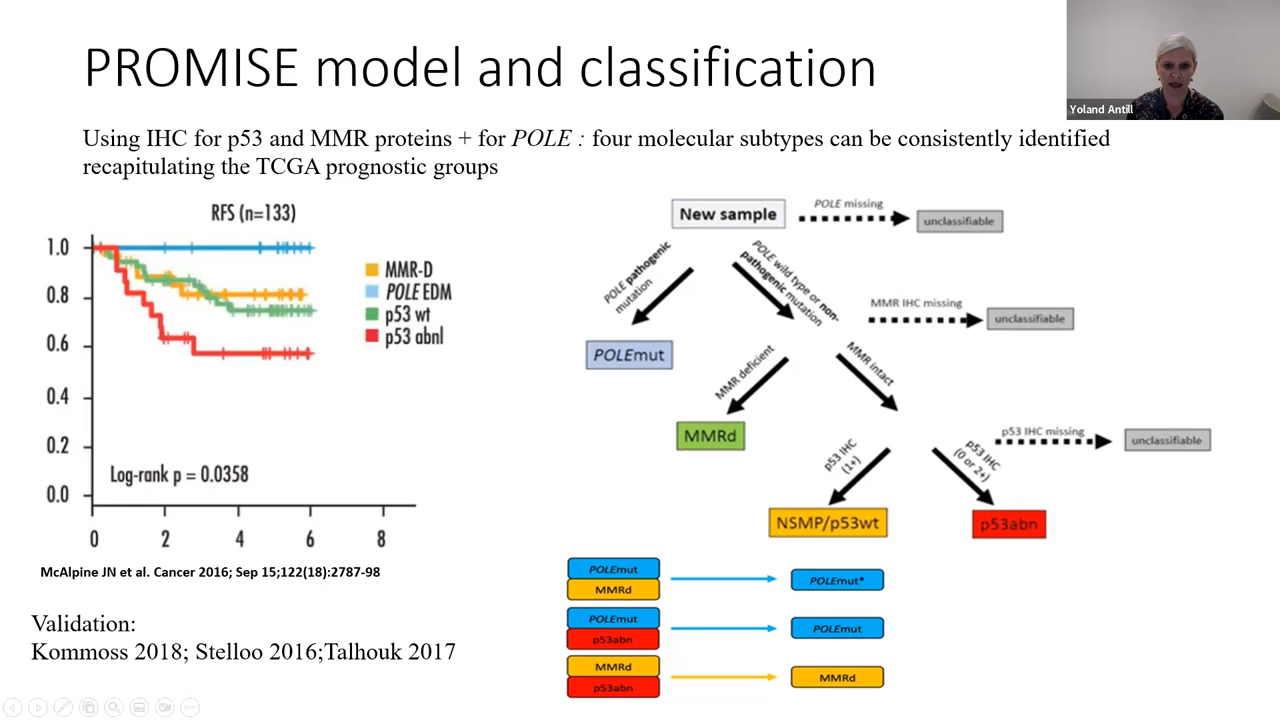 PROMISE model and classification
Yoland Antill
Using IHC for p53 and MMR proteins + for POLE : four molecular subtypes can be consistently identified
recapitulating the TCGA prognostic groups
RFS (n=133)
1.0
0.8
0.6
0.4
0.2
0.0
MMR-D
POLE EDM
p53 wt
p53 abnl
Log-rank p = 0.0358
0 2 4 6 8
McAlpine JN et al. Cancer 2016; Sep 15;122(18):2787-98
Validation:
Kommoss 2018; Stelloo 2016;Talhouk 2017
New sample
POLE missing
unclassifiable
POLE pathogenic
mutation
POLE wild type or non-
pathogenic mutation
MMR IHC missing
unclassifiable
POLEmut
MMR deficient
MMR intact
MMRd
p53 IHC missing
unclassifiable
p53 IHC
(1+)
p53 IHC
(0 or 2+)
NSMP/p53wt
p53abn
POLEmut
MMRd
POLEmut*
POLEmut
p53abn
POLEmut
MMRd
p53abn
MMRd